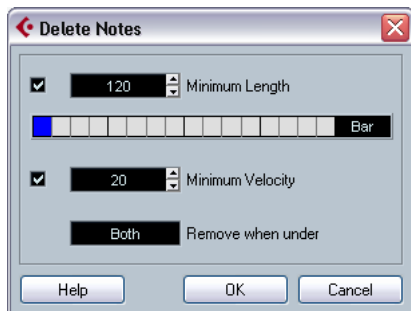 Delete Notes
120 Minimum Length
Bar
20 Minimum Velocity
Both Remove when under
Help OK Cancel